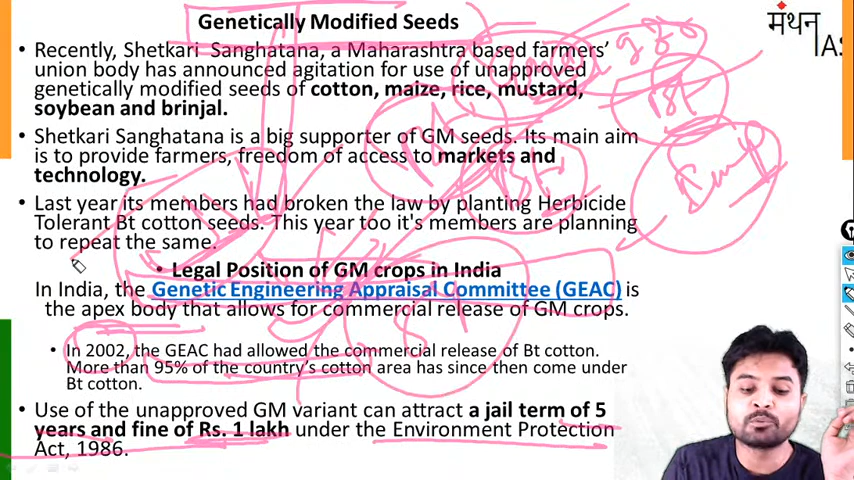 Genetically Modified Seeds
मंथन
IAS
• Recently, Shetkari Sanghatana, a Maharashtra based farmers'
union body has announced agitation for use of unapproved
genetically modified seeds of cotton, maize, rice, mustard,
soybean and brinjal.
• Shetkari Sanghatana is a big supporter of GM seeds. Its main aim
is to provide farmers, freedom of access to markets and
technology.
• Last year its members had broken the law by planting Herbicide
Tolerant Bt cotton seeds. This year too it's members are planning
to repeat the same.
• Legal Position of GM crops in India
In India, the Genetic Engineering Appraisal Committee (GEAC) is
the apex body that allows for commercial release of GM crops.
• In 2002, the GEAC had allowed the commercial release of Bt cotton.
More than 95% of the country's cotton area has since then come under
Bt cotton.
• Use of the unapproved GM variant can attract a jail term of 5
years and fine of Rs. 1 lakh under the Environment Protection
Act, 1986.